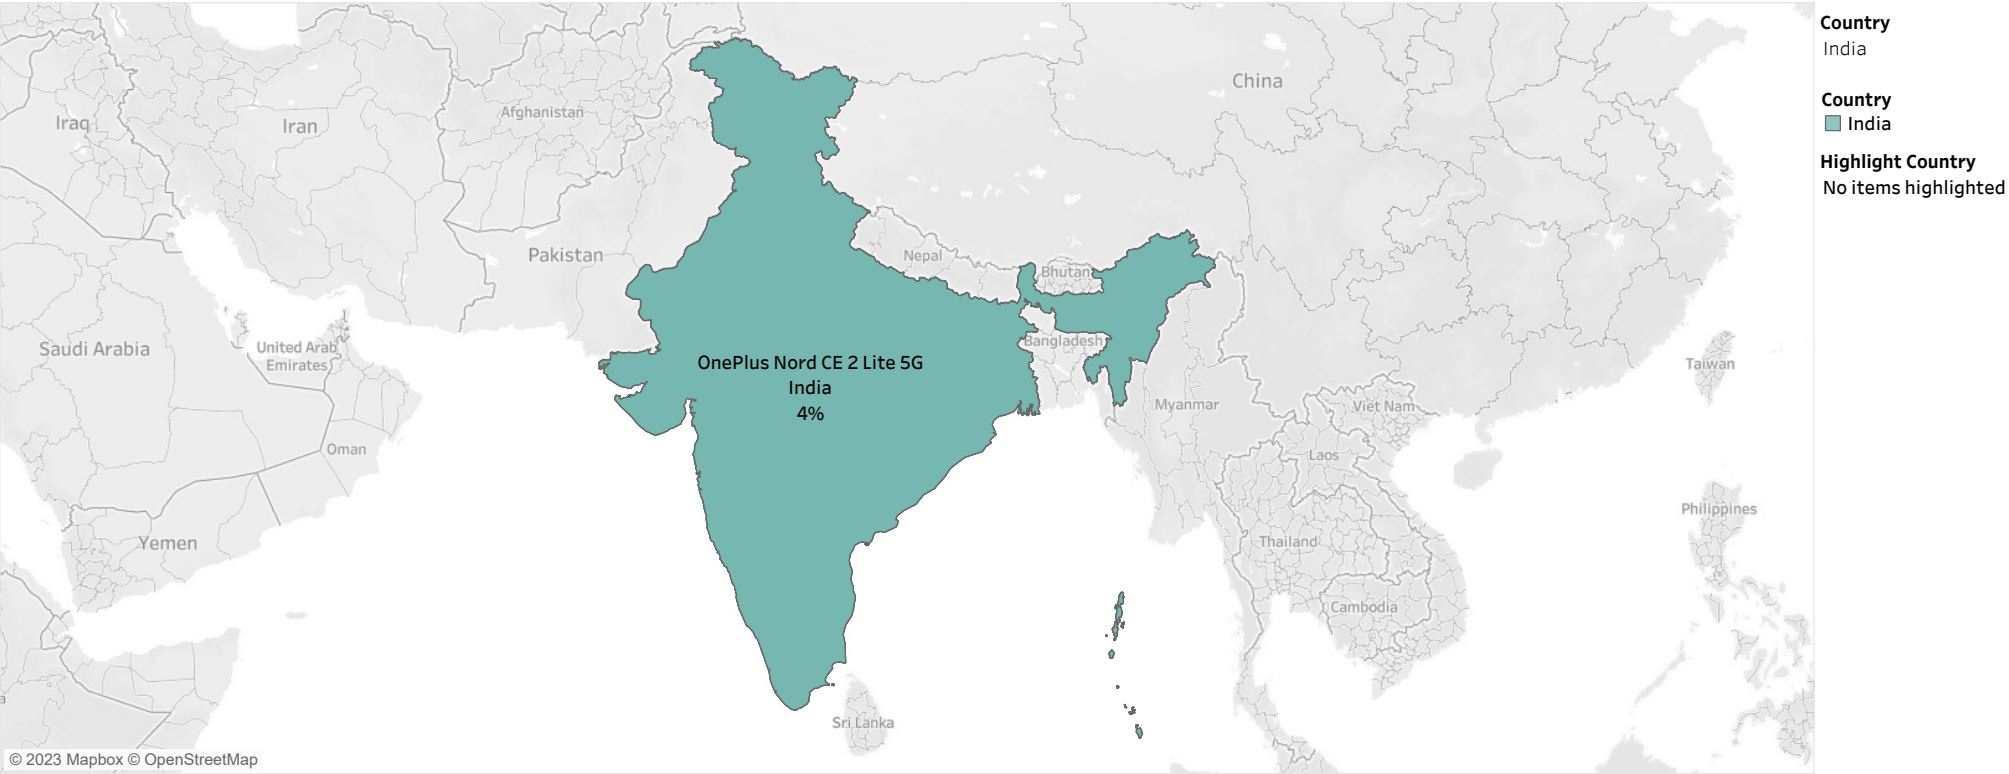 Country
India
Country
India
Highlight Country
No items highlighted
China
Afghanistan
Iraq
Iran
Pakistan
Nepal
Bhutan
Saudi Arabia
United Arab
Emirates
Bangladesh
OnePlus Nord CE 2 Lite 5G
India
4%
Taiwan
Myanmar
Viet Nam
Oman
Laos
Philippines
Yemen
Thailand
Cambodia
a
Sri Lanka
© 2023 Mapbox © OpenStreetMap